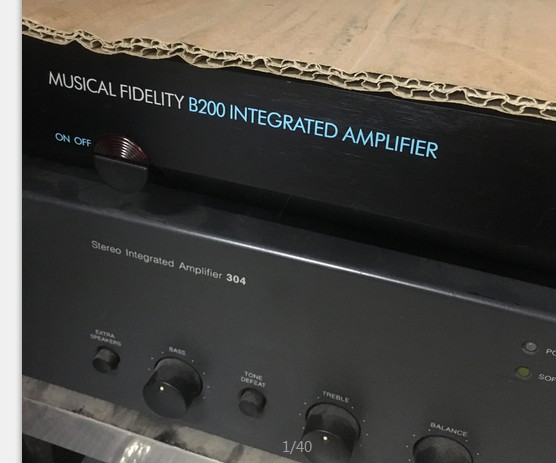 MUSICAL FIDELITY B200 INTEGRATED AMPLIFIER
ON OFF
Stereo Integrated Amplifier 304
EXTRA
SPEAKERS
BASS
TONE
DEFEAT
TREBLE
BALANCE
1/40